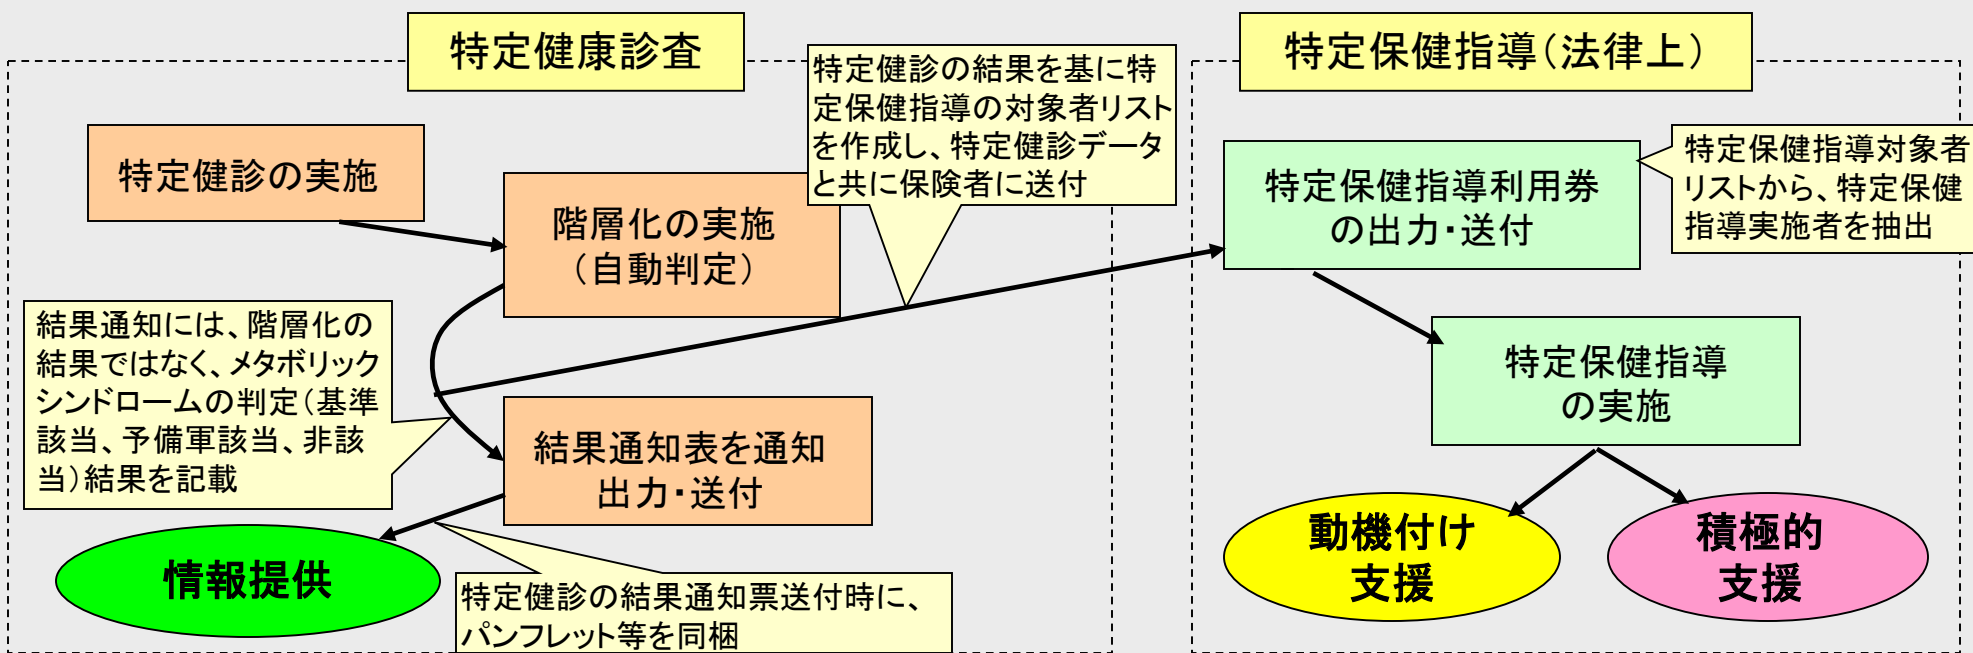 特定健康診査
特定健診の実施
階層化の実施
（自動判定）
特定健診の結果を基に特
定保健指導の対象者リスト
を作成し、特定健診データ
と共に保険者に送付
結果通知には、階層化の
結果ではなく、メタボリック
シンドロームの判定（基準
該当、予備軍該当、非該
当）結果を記載
結果通知表を通知
出力・送付
情報提供
特定健診の結果通知票送付時に、
パンフレット等を同梱
特定保健指導（法律上）
特定保健指導利用券
の出力・送付
特定保健指導対象者
リストから、特定保健
指導実施者を抽出
特定保健指導
の実施
動機付け
支援
積極的
支援